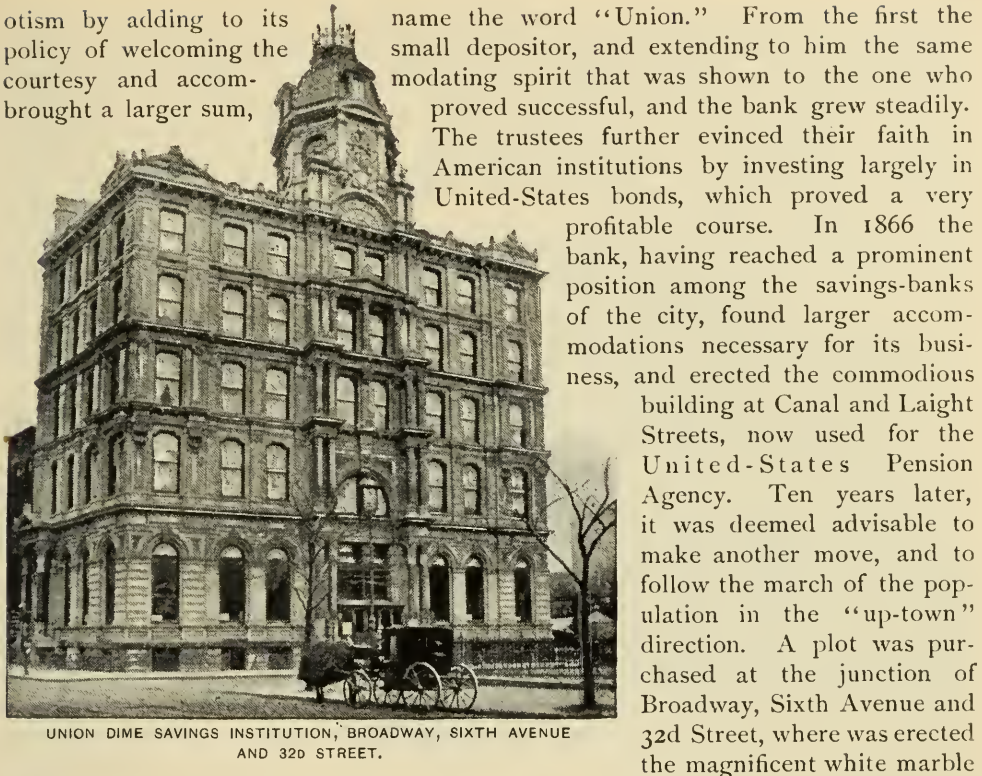 otism by adding to its name the word “Union.” From the first the
policy of welcoming the small depositor, and extending to him the same
courtesy and accom- modating spirit that was shown to the one who
brought a larger sum, proved successful, and the bank grew steadily.
The trustees further evinced their faith in
American institutions by investing largely in
United-States bonds, which proved a very
profitable course. In 1866 the
bank, having reached a prominent
position among the savings-banks
of the city, found larger accom-
modations necessary for its busi-
ness, and erected the commodious
building at Canal and Laight
Streets, now used for the
United-States Pension
Agency. Ten years later,
it was deemed advisable to
make another move, and to
follow the march of the pop-
ulation in the “up-town”
direction. A plot was pur-
chased at the junction of
Broadway, Sixth Avenue and
32d Street, where was erected
the magnificent white marble
UNION DIME SAVINGS INSTITUTION, BROADWAY, SIXTH AVENUE
AND 32D STREET.